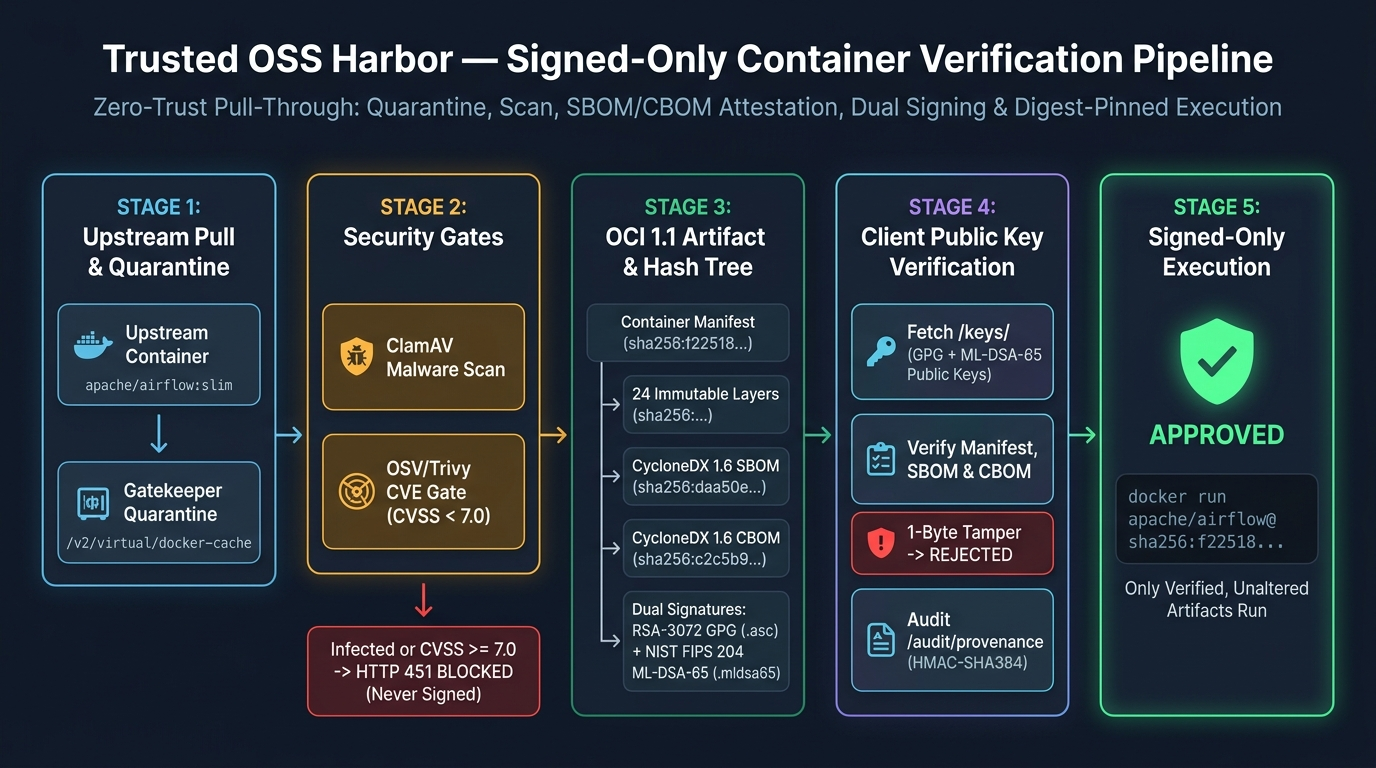 Trusted OSS Harbor — Signed-Only Container Verification Pipeline
Zero-Trust Pull-Through: Quarantine, Scan, SBOM/CBOM Attestation, Dual Signing & Digest-Pinned Execution
STAGE 1:
Upstream Pull
& Quarantine
Upstream
Container
apache/airflow:slim
Gatekeeper
Quarantine
/v2/virtual/docker-cache
STAGE 2:
Security Gates
ClamAV
Malware Scan
OSV/Trivy
CVE Gate
(CVSS < 7.0)
Infected or CVSS >= 7.0
-> HTTP 451 BLOCKED
(Never Signed)
STAGE 3:
OCI 1.1 Artifact
& Hash Tree
Container Manifest
(sha256:f22518...)
24 Immutable Layers
(sha256:...)
CycloneDX 1.6 SBOM
(sha256:daa50e...)
CycloneDX 1.6 CBOM
(sha256:c2c5b9...)
Dual Signatures:
RSA-3072 GPG (.asc)
+ NIST FIPS 204
ML-DSA-65 (.mldsa65)
STAGE 4:
Client Public Key
Verification
Fetch /keys/
(GPG + ML-DSA-65
Public Keys)
Verify Manifest,
SBOM & CBOM
1-Byte Tamper
-> REJECTED
Audit
/audit/provenance
(HMAC-SHA384)
STAGE 5:
Signed-Only
Execution
APPROVED
docker run
apache/airflow@
sha256:f22518...
Only Verified, Unaltered
Artifacts Run